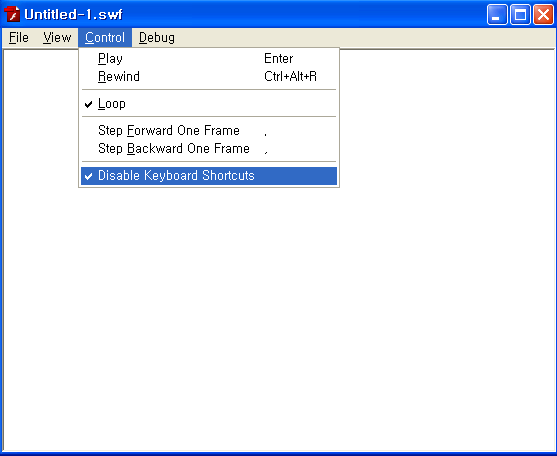 Untitled-1.swf
File View Control Debug
Play Enter
Rewind Ctrl+Alt+R
Loop
Step Forward One Frame .
Step Backward One Frame ,
Disable Keyboard Shortcuts